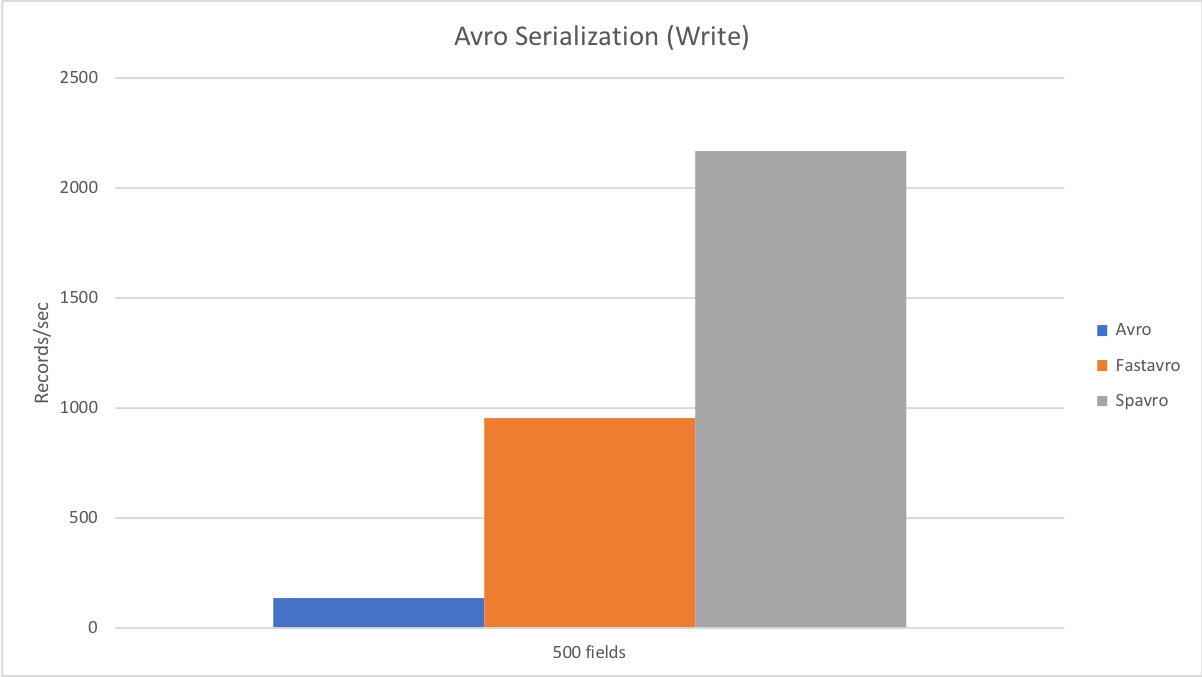 Avro Serialization (Write)
2500
2000
1500
1000
500
0
Records/sec
500 fields
Avro
Fastavro
Spavro